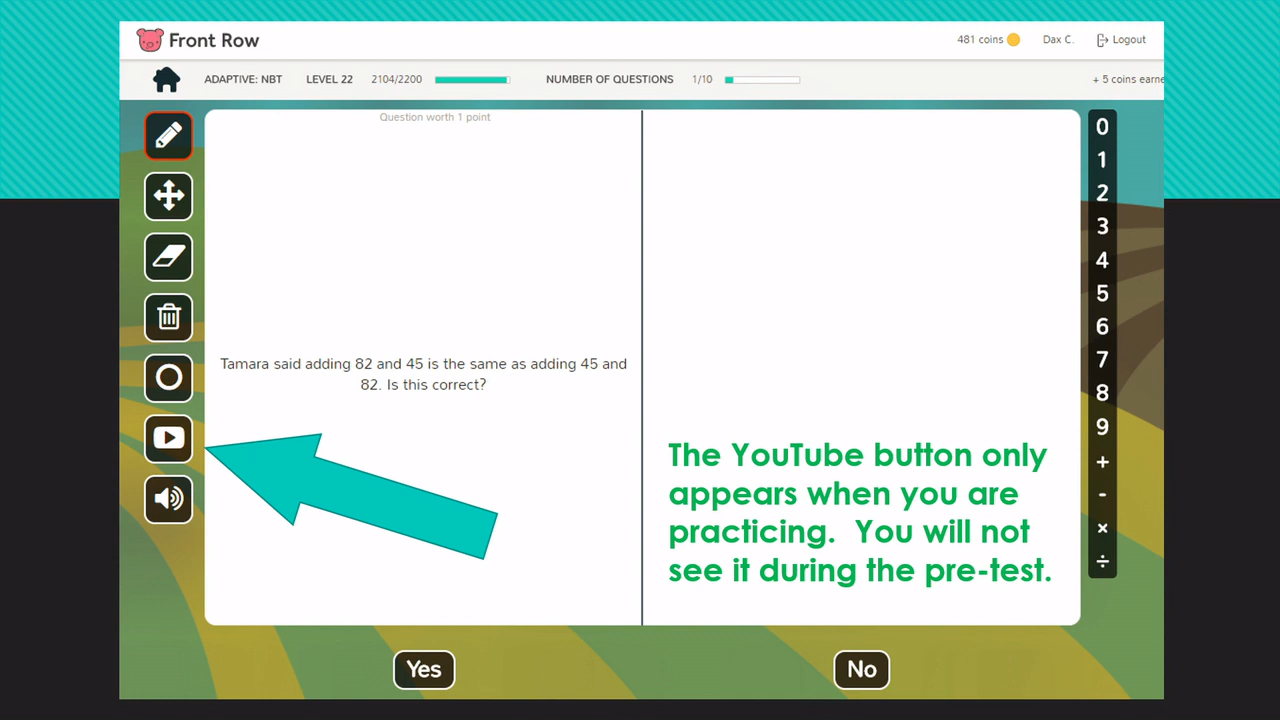 Front Row
481 coins
Dax C.
Logout
ADAPTIVE: NBT
LEVEL 22
2104/2200
NUMBER OF QUESTIONS
1/10
+ 5 coins earne
Question worth 1 point
Tamara said adding 82 and 45 is the same as adding 45 and
82. Is this correct?
The YouTube button only
appears when you are
practicing. You will not
see it during the pre-test.
0
1
2
3
4
5
6
7
8
9
+
-
×
÷
Yes
No